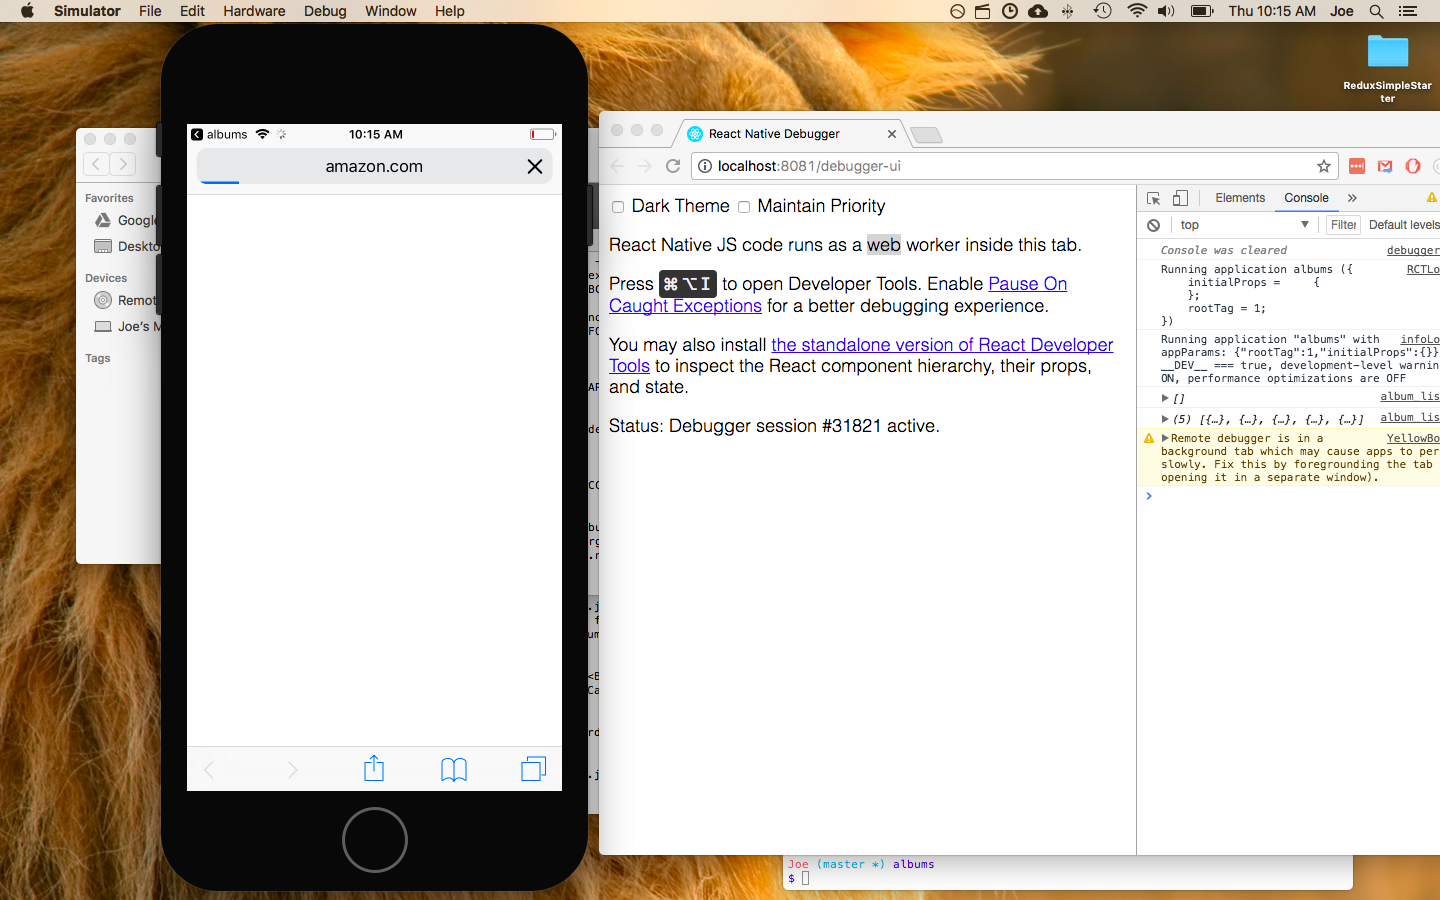 Simulator File Edit Hardware Debug Window Help
Thu 10:15 AM Joe
ReduxSimpleStar
ter
albums 10:15 AM
amazon.com
Favorites
Google
Deskto
Devices
Remot
Joe's M
Tags
React Native Debugger
localhost:8081/debugger-ui
Dark Theme Maintain Priority
React Native JS code runs as a web worker inside this tab.
Press ⌘⌥I to open Developer Tools. Enable Pause On
Caught Exceptions for a better debugging experience.
You may also install the standalone version of React Developer
Tools to inspect the React component hierarchy, their props,
and state.
Status: Debugger session #31821 active.
Elements Console »
top Filter Default levels
Console was cleared debugger
Running application albums ({ RCTLo
initialProps = {
};
rootTag = 1;
})
Running application "albums" with infoLo
appParams: {"rootTag":1,"initialProps":{}}
__DEV__ === true, development-level warnin
ON, performance optimizations are OFF
[] album_lis
(5) [{…}, {…}, {…}, {…}, {…}] album_lis
Remote debugger is in a YellowBo
background tab which may cause apps to per
slowly. Fix this by foregrounding the tab
opening it in a separate window).
Joe (master *) albums
$